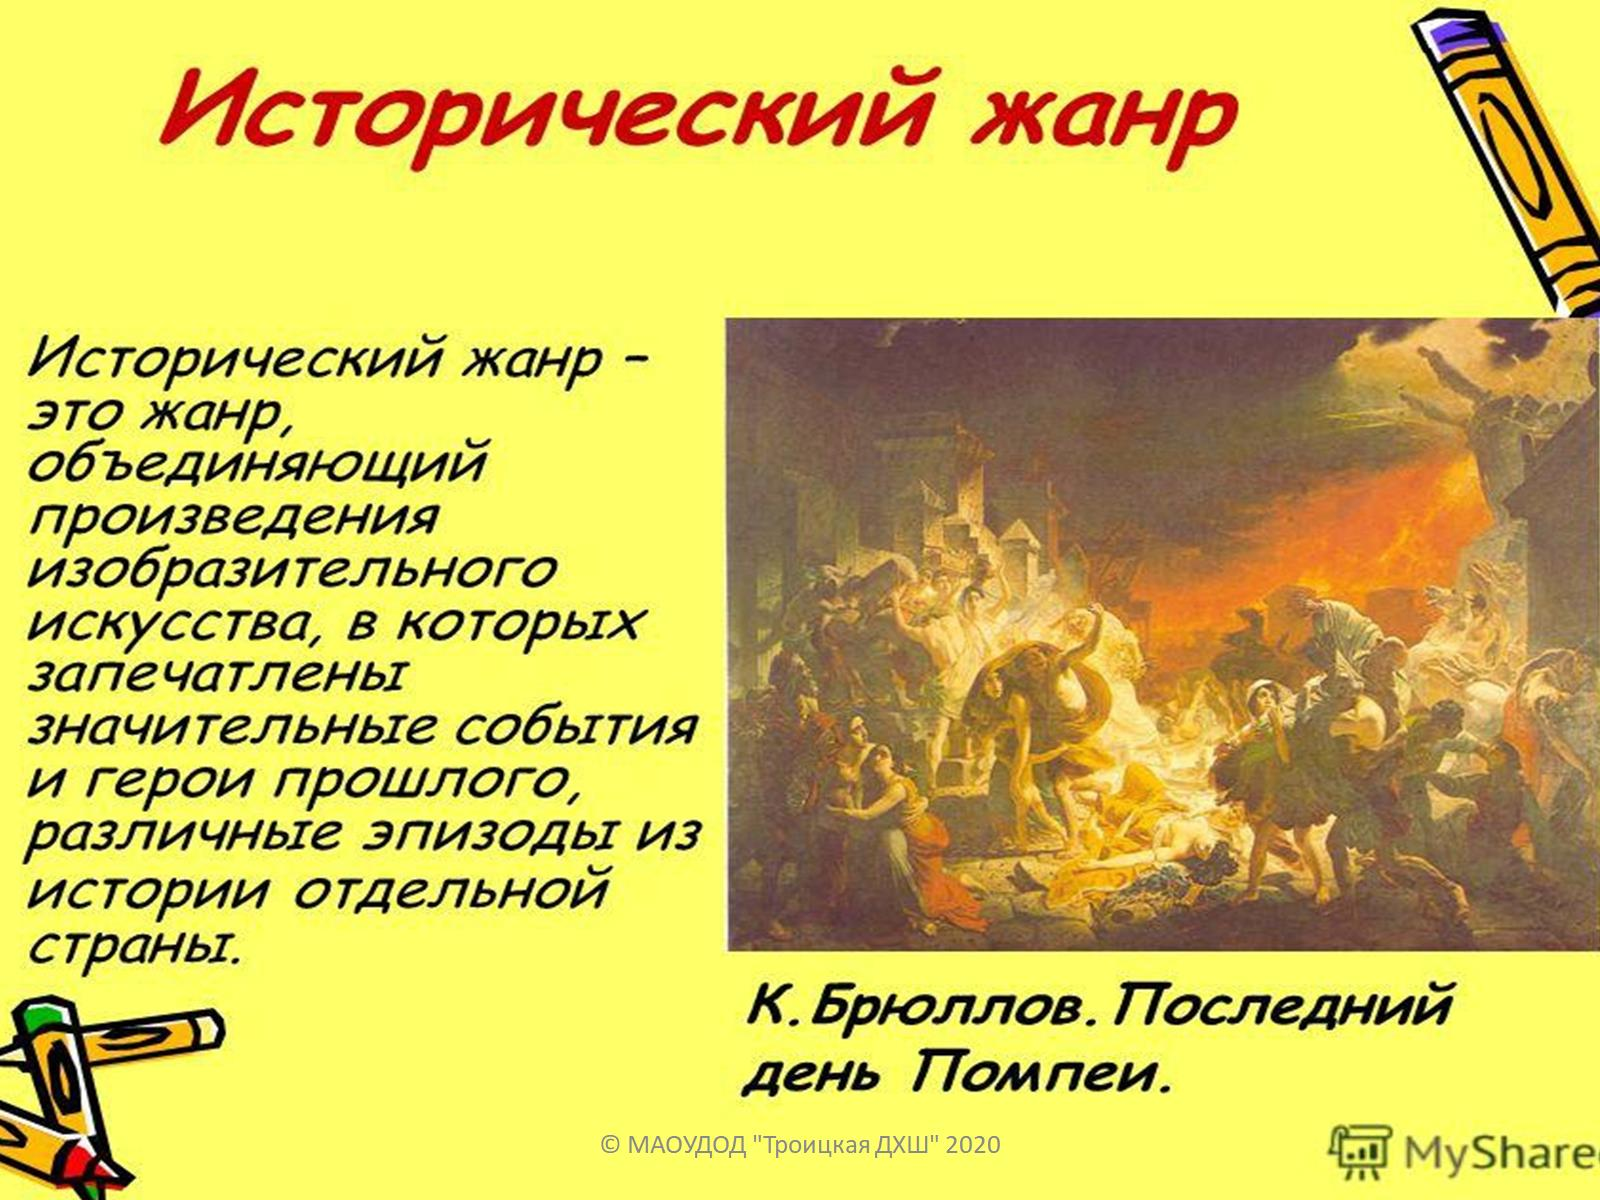 Исторический жанр
Исторический жанр –
это жанр,
объединяющий
произведения
изобразительного
искусства, в которых
запечатлены
значительные события
и герои прошлого,
различные эпизоды из
истории отдельной
страны.
К.Брюллов.Последний
день Помпеи.
© МАОУДОД "Троицкая ДХШ" 2020
MyShare